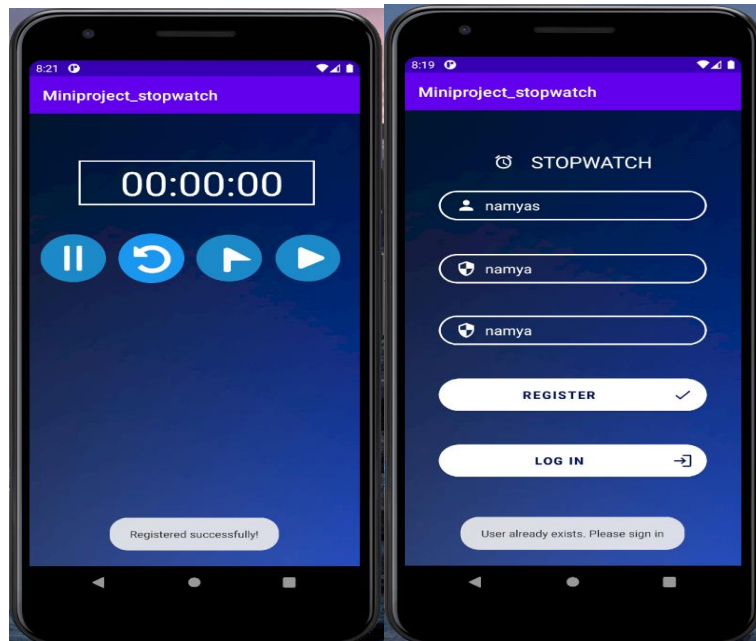 8:21
Miniproject_stopwatch
00:00:00
Registered successfully!
8:19
Miniproject_stopwatch
STOPWATCH
namyas
namya
namya
REGISTER
LOG IN
User already exists. Please sign in